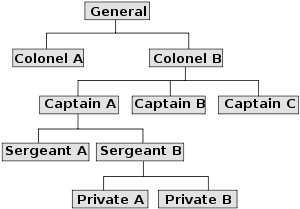 General
Colonel A Colonel B
Captain A Captain B Captain C
Sergeant A Sergeant B
Private A Private B